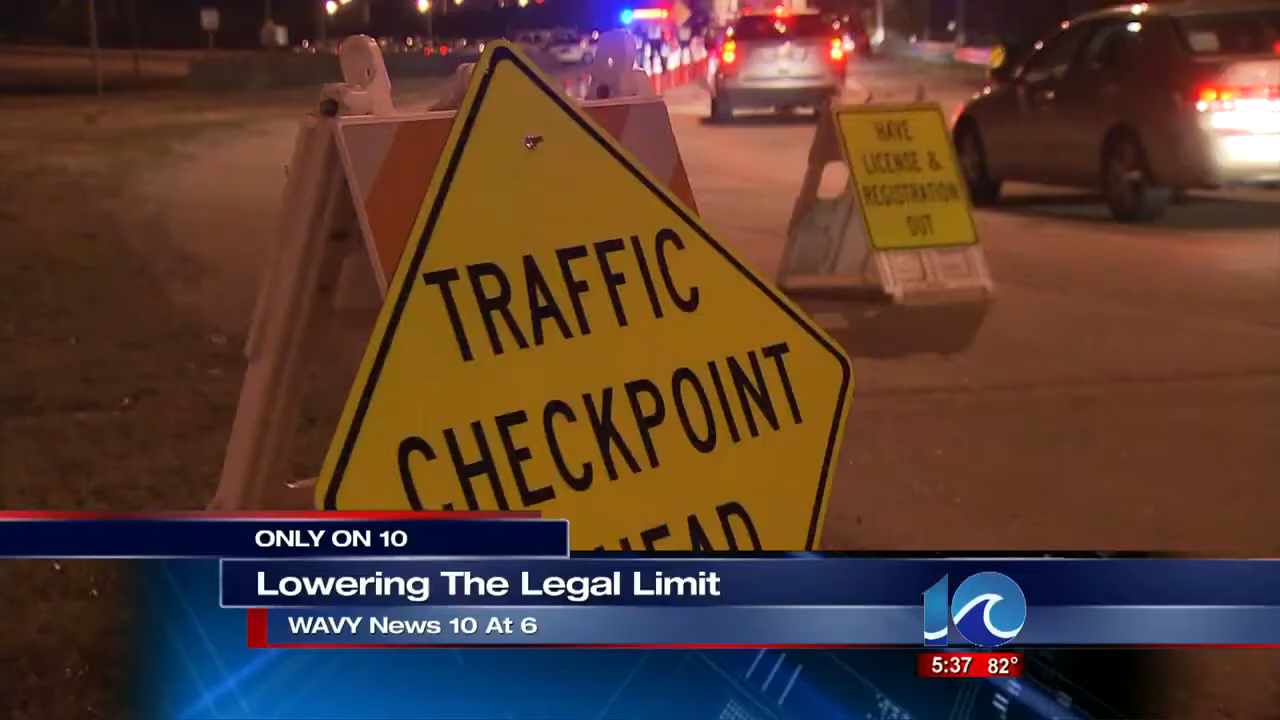 HAVE
LICENSE &
REGISTRATION
OUT
TRAFFIC
CHECKPOINT
HEAD
ONLY ON 10
Lowering The Legal Limit
WAVY News 10 At 6
10
5:37 82°